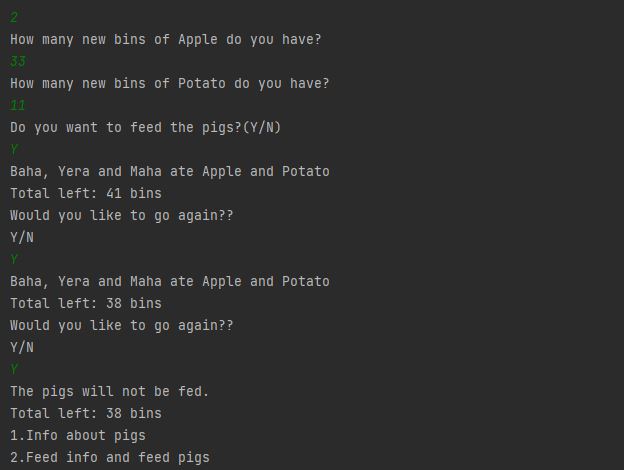 2
How many new bins of Apple do you have?
33
How many new bins of Potato do you have?
11
Do you want to feed the pigs?(Y/N)
Y
Baha, Yera and Maha ate Apple and Potato
Total left: 41 bins
Would you like to go again??
Y/N
Y
Baha, Yera and Maha ate Apple and Potato
Total left: 38 bins
Would you like to go again??
Y/N
Y
The pigs will not be fed.
Total left: 38 bins
1.Info about pigs
2.Feed info and feed pigs